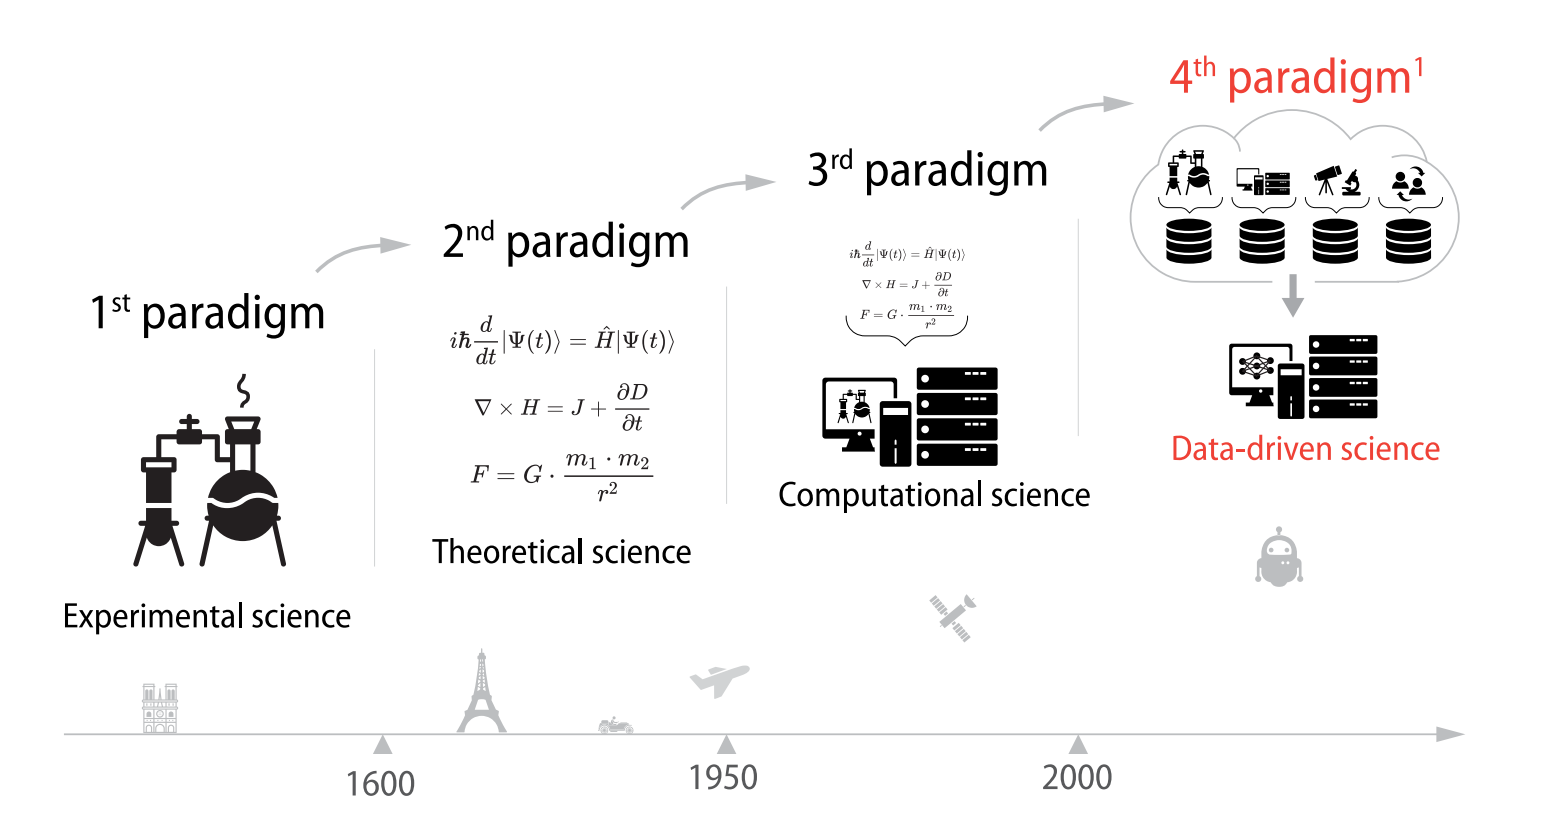 1st paradigm
Experimental science
2nd paradigm
iħ d/dt |Ψ(t)⟩ = Ĥ|Ψ(t)⟩
∇ × H = J + ∂D/∂t
F = G · m₁ · m₂/r²
Theoretical science
3rd paradigm
iħ d/dt |Ψ(t)⟩ = Ĥ|Ψ(t)⟩
∇ × H = J + ∂D/∂t
F = G · m₁ · m₂/r²
Computational science
4th paradigm¹
Data-driven science
1600
1950
2000